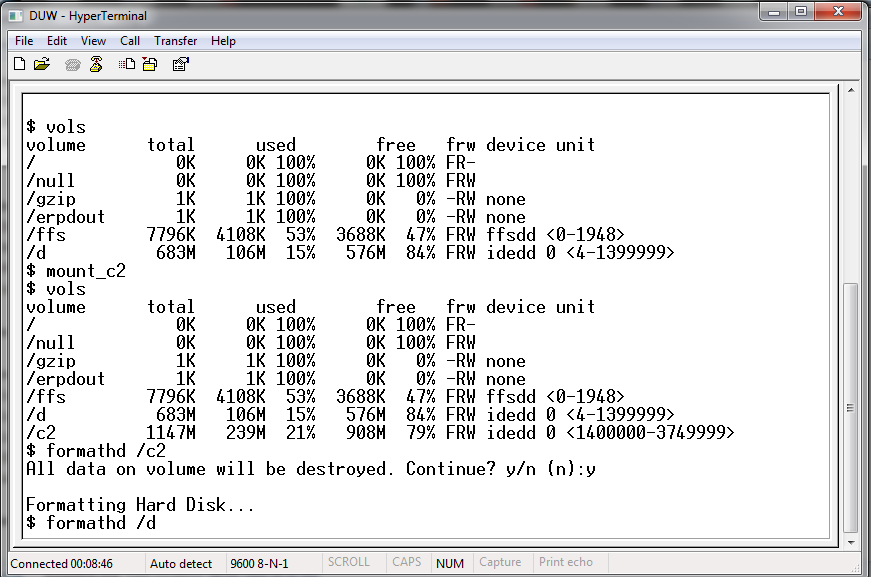 DUW - HyperTerminal
File Edit View Call Transfer Help
$ vols
volume total used free frw device unit
/ 0K 0K 100% 0K 100% FR-
/null 0K 0K 100% 0K 100% FRW
/gzip 1K 1K 100% 0K 0% -RW none
/erpdout 1K 1K 100% 0K 0% -RW none
/ffs 7796K 4108K 53% 3688K 47% FRW ffsdd <0-1948>
/d 683M 106M 15% 576M 84% FRW idedd 0 <4-1399999>
$ mount_c2
$ vols
volume total used free frw device unit
/ 0K 0K 100% 0K 100% FR-
/null 0K 0K 100% 0K 100% FRW
/gzip 1K 1K 100% 0K 0% -RW none
/erpdout 1K 1K 100% 0K 0% -RW none
/ffs 7796K 4108K 53% 3688K 47% FRW ffsdd <0-1948>
/d 683M 106M 15% 576M 84% FRW idedd 0 <4-1399999>
/c2 1147M 239M 21% 908M 79% FRW idedd 0 <1400000-3749999>
$ formathd /c2
All data on volume will be destroyed. Continue? y/n (n):y
Formatting Hard Disk...
$ formathd /d
Connected 00:08:46 Auto detect 9600 8-N-1 SCROLL CAPS NUM Capture Print echo